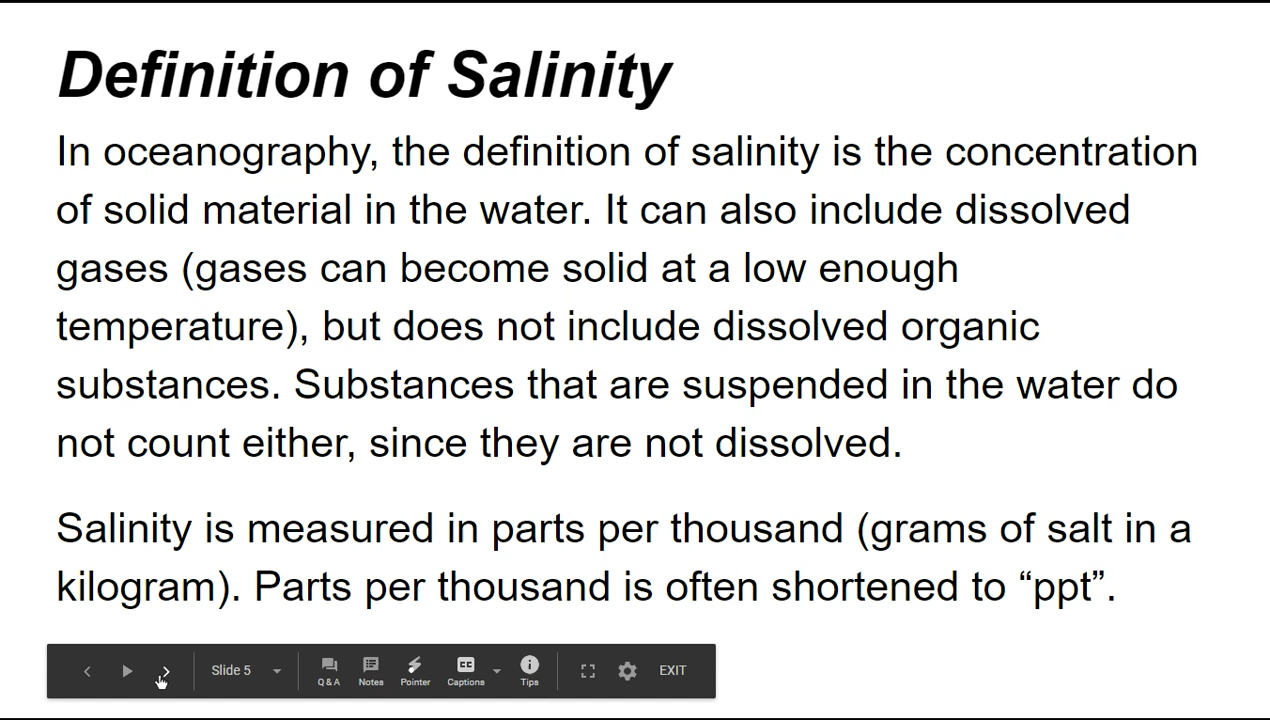 Definition of Salinity
In oceanography, the definition of salinity is the concentration
of solid material in the water. It can also include dissolved
gases (gases can become solid at a low enough
temperature), but does not include dissolved organic
substances. Substances that are suspended in the water do
not count either, since they are not dissolved.
Salinity is measured in parts per thousand (grams of salt in a
kilogram). Parts per thousand is often shortened to “ppt”.
Slide 5 Q & A Notes Pointer CC Captions Tips EXIT